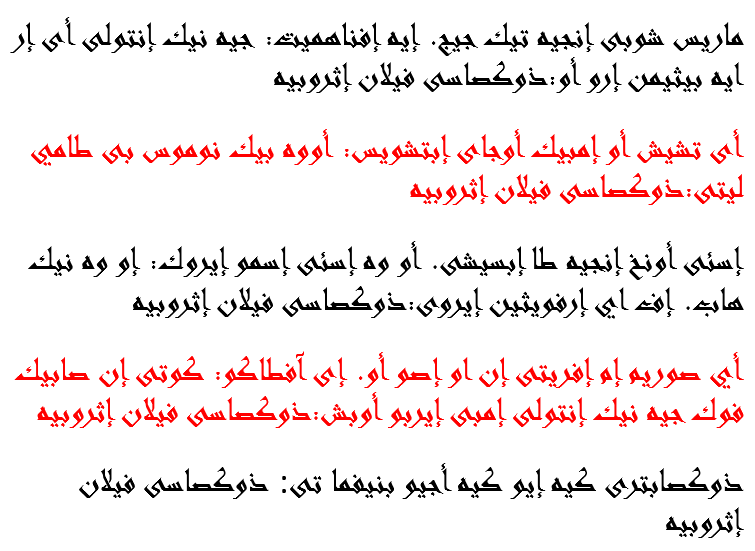 ماريس شوبى إنجيه تيك جيج. إيه إفناهميت: جيه نيك إنتولى أى إر
ايه بيثيمن إرو أو:ذوكصاسى فيلان إثروبيه
أى تشيش أو إمبيك أوجاى إبتشويس: أووه بيك نوموس بى طامي
ليتى:ذوكصاسى فيلان إثروبيه
إسئى أونخ إنجيه طا إبسيشى. أو وه إسئى إسمو إيروك: إو وه نيك
هاب. إف اي إرفويثين إيروى:ذوكصاسى فيلان إثروبيه
أي صوريم إم إفريتى إن او إصو أو. إى آفطاكو: كوتى إن صابيك
فوك جيه نيك إنتولى إمبى إيربو أوبش:ذوكصاسى فيلان إثروبيه
ذوكصابترى كيه إيو كيه أجيو بنيفما تى: ذوكصاسى فيلان
إثروبيه